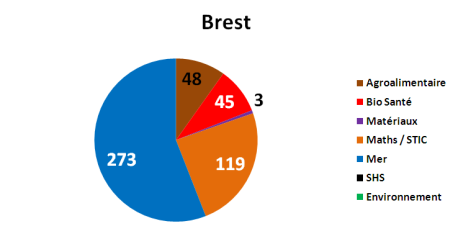 Brest
48
45
3
119
273
Agroalimentaire
Bio Santé
Matériaux
Maths / STIC
Mer
SHS
Environnement